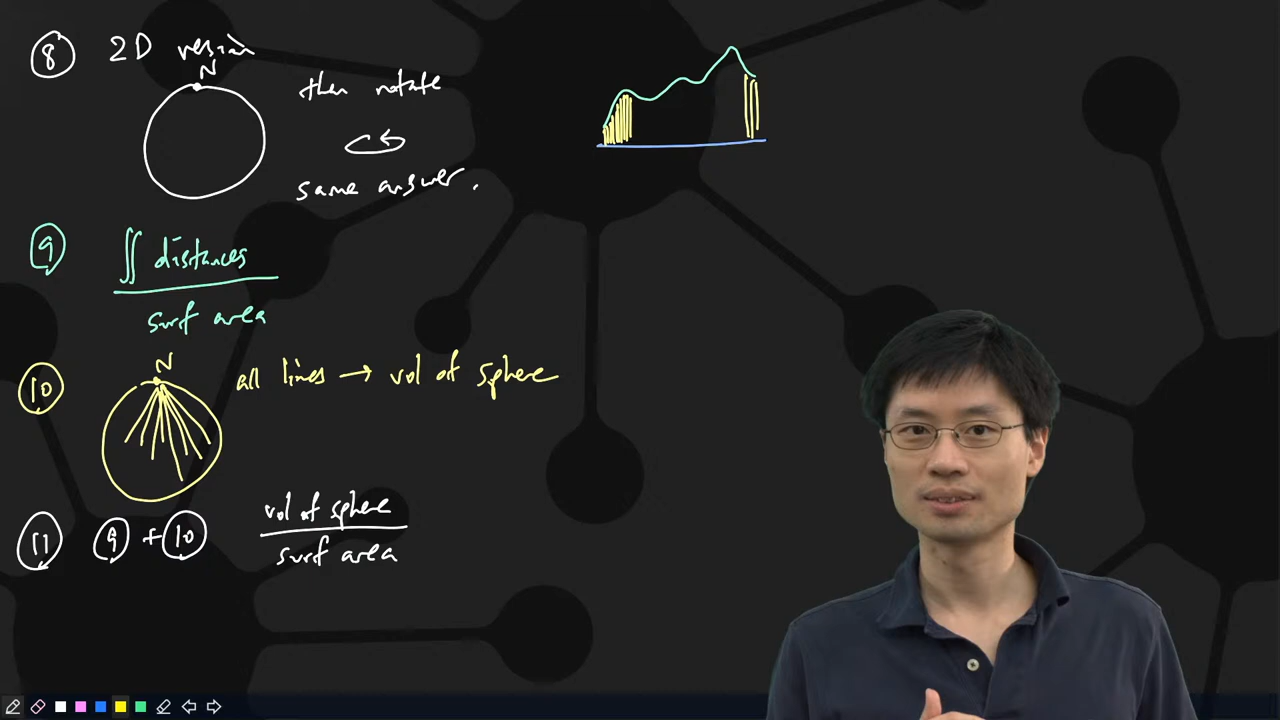 ⑧ 2D version
N
then rotate
same answer.
⑨ ∬ distances
surf area
⑩ N
all lines → vol of sphere
⑪ ⑨ + ⑩ vol of sphere
surf area